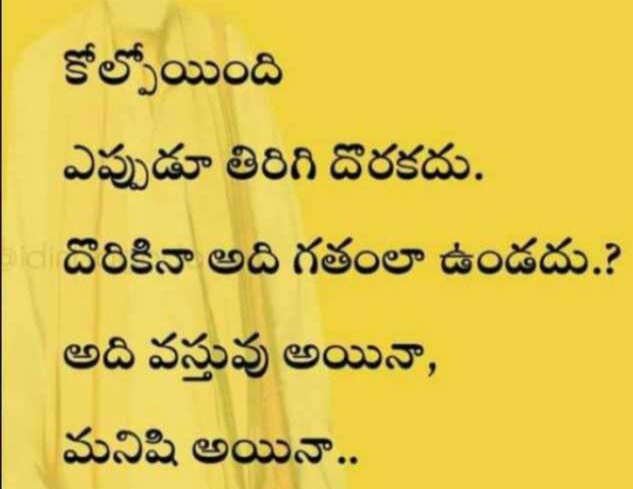 కోల్పోయింది
ఎప్పుడూ తిరిగి దొరకదు.
దొరికినా అది గతంలా ఉండదు.?
అది వస్తువు అయినా,
మనిషి అయినా..